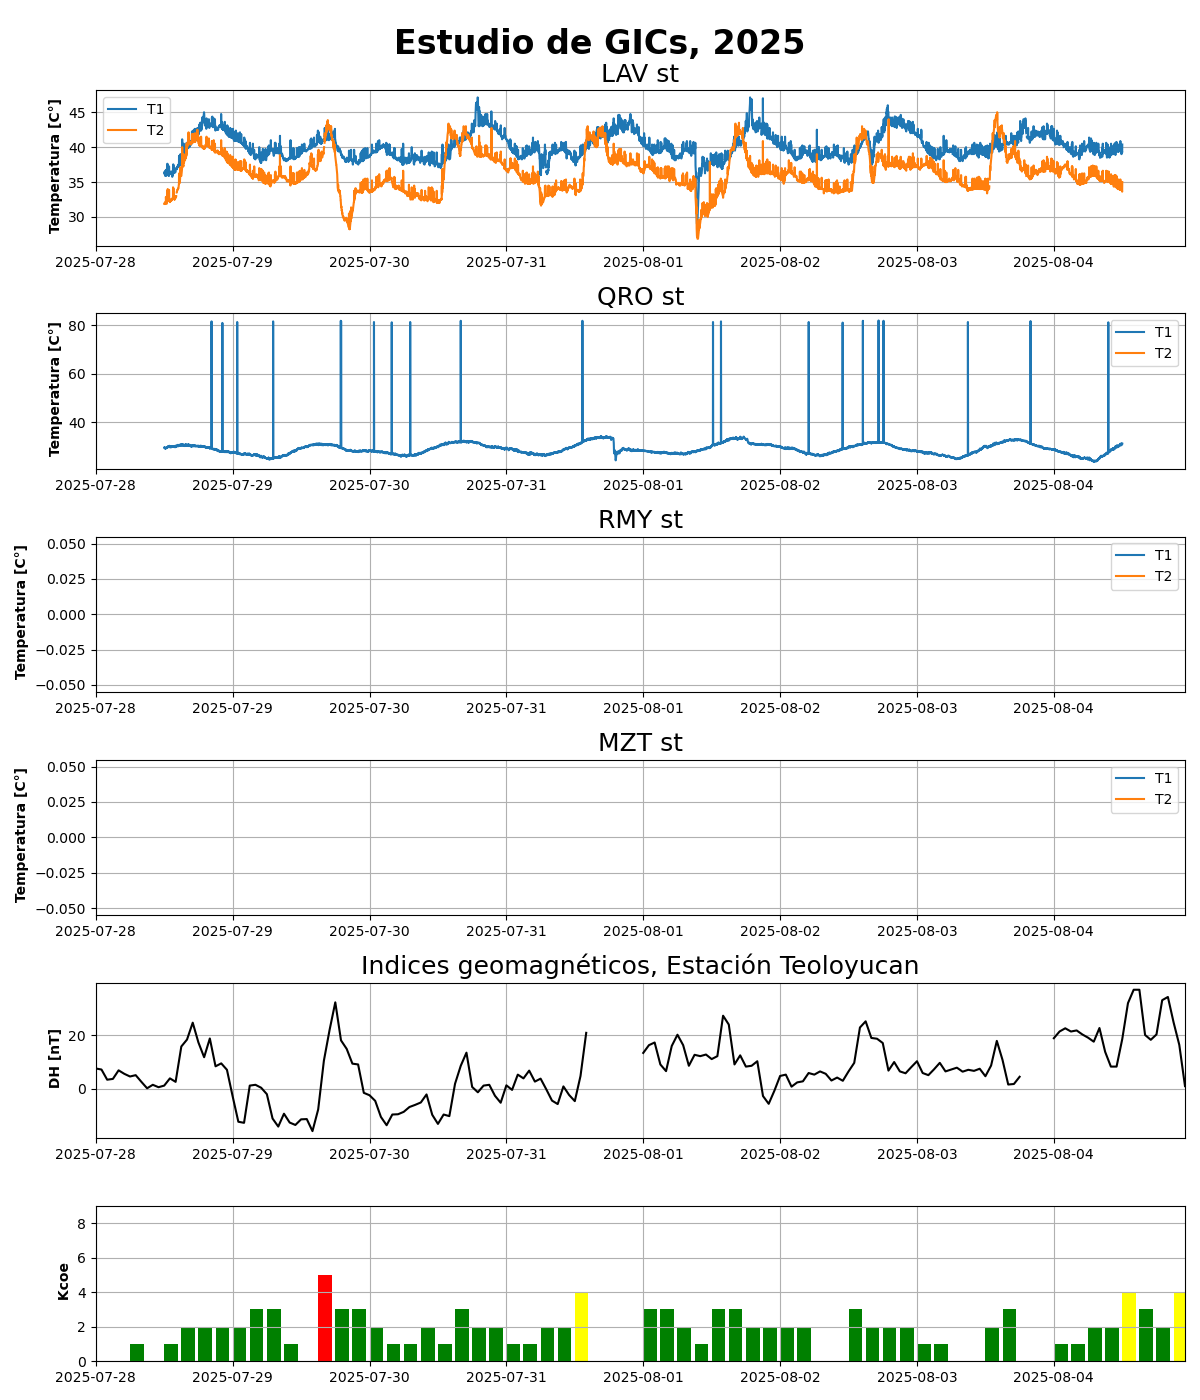 Estudio de GICs, 2025
LAV st
Temperatura [C°]
45
40
35
30
T1
T2
2025-07-28 2025-07-29 2025-07-30 2025-07-31 2025-08-01 2025-08-02 2025-08-03 2025-08-04
QRO st
Temperatura [C°]
80
60
40
T1
T2
2025-07-28 2025-07-29 2025-07-30 2025-07-31 2025-08-01 2025-08-02 2025-08-03 2025-08-04
RMY st
Temperatura [C°]
0.050
0.025
0.000
−0.025
−0.050
T1
T2
2025-07-28 2025-07-29 2025-07-30 2025-07-31 2025-08-01 2025-08-02 2025-08-03 2025-08-04
MZT st
Temperatura [C°]
0.050
0.025
0.000
−0.025
−0.050
T1
T2
2025-07-28 2025-07-29 2025-07-30 2025-07-31 2025-08-01 2025-08-02 2025-08-03 2025-08-04
Indices geomagnéticos, Estación Teoloyucan
DH [nT]
20
0
2025-07-28 2025-07-29 2025-07-30 2025-07-31 2025-08-01 2025-08-02 2025-08-03 2025-08-04
Kcoe
8
6
4
2
0
2025-07-28 2025-07-29 2025-07-30 2025-07-31 2025-08-01 2025-08-02 2025-08-03 2025-08-04